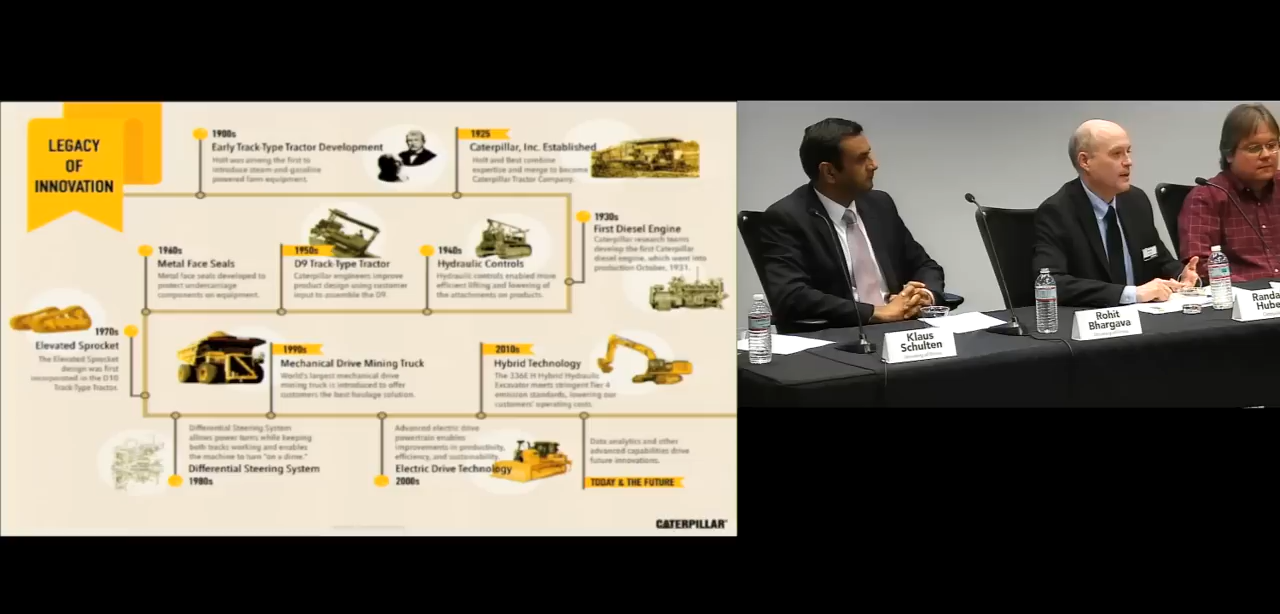 LEGACY
OF
INNOVATION
1900s
Early Track-Type Tractor Development
Holt was among the first to
introduce steam and gasoline
powered farm equipment.
1925
Caterpillar, Inc. Established
Holt and Best combine
expertise and merge to become
Caterpillar Tractor Company.
1930s
First Diesel Engine
Caterpillar research teams
develop the first Caterpillar
diesel engine, which went into
production October, 1931.
1940s
Hydraulic Controls
Hydraulic controls enabled more
efficient lifting and lowering of
the attachments on products.
1950s
D9 Track-Type Tractor
Caterpillar engineers improve
product design using customer
input to assemble the D9.
1960s
Metal Face Seals
Metal face seals developed to
protect undercarriage
components on equipment.
1970s
Elevated Sprocket
The Elevated Sprocket
design was first
incorporated in the D10
Track-Type Tractor.
Differential Steering System
allows power turns while keeping
both tracks working and enables
the machine to turn "on a dime."
Differential Steering System
1980s
1990s
Mechanical Drive Mining Truck
World's largest mechanical drive
mining truck is introduced to offer
customers the best haulage solution.
Advanced electric drive
powertrain enables
improvements in productivity,
efficiency, and sustainability.
Electric Drive Technology
2000s
2010s
Hybrid Technology
The 336E H Hybrid Hydraulic
Excavator meets stringent Tier 4
emission standards, lowering our
customers' operating costs.
Data analytics and other
advanced capabilities drive
future innovations.
TODAY & THE FUTURE
CATERPILLAR
Klaus
Schulten
University of Illinois
Rohit
Bhargava
University of Illinois
Randa
Hube